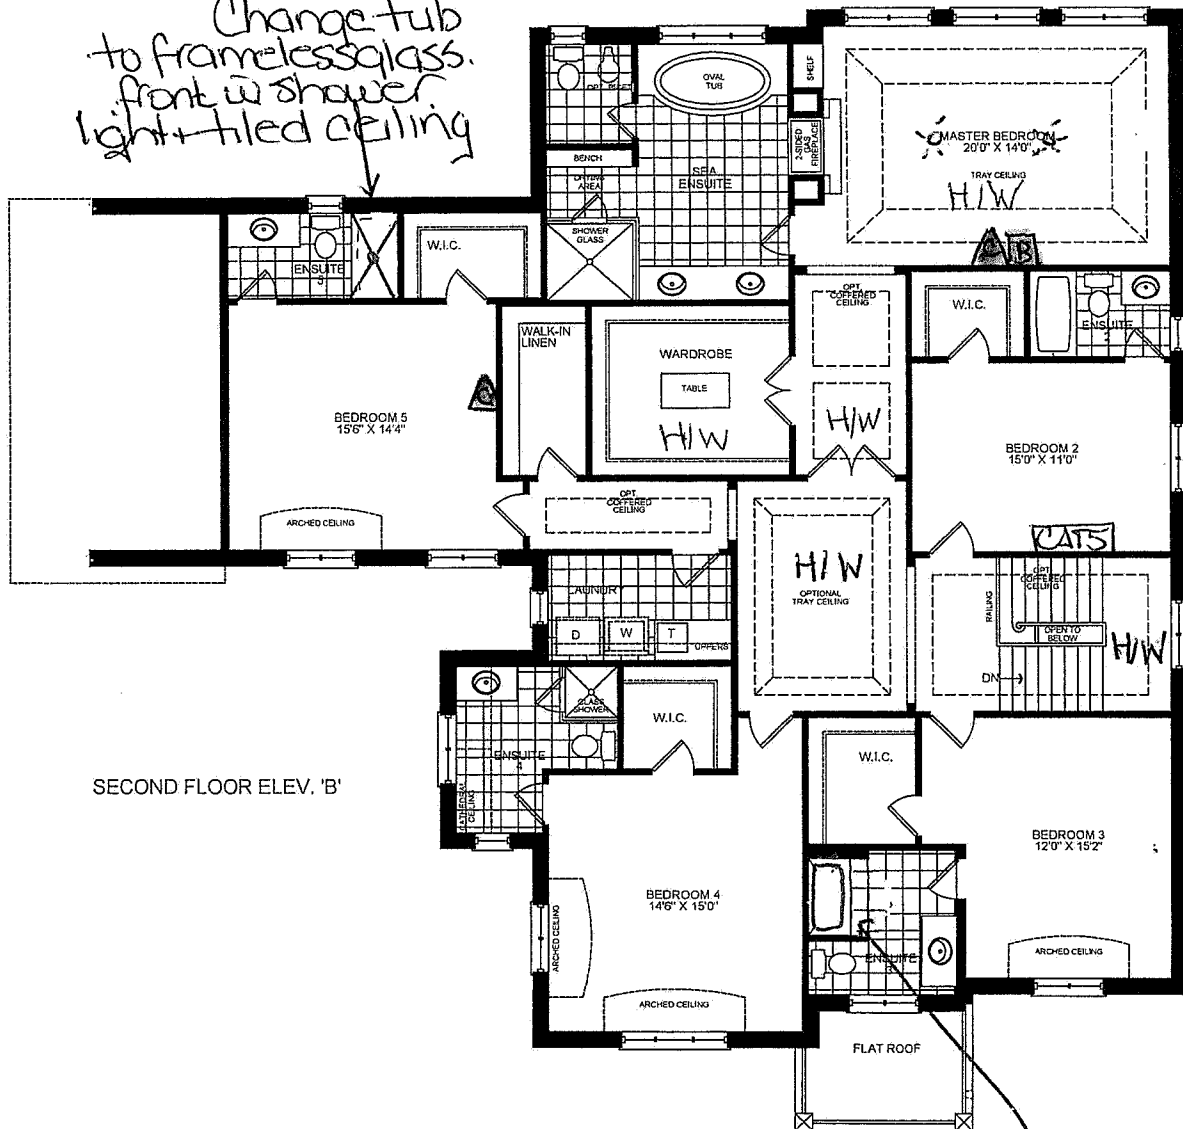 Change tub
to frameless glass.
front w shower
light + tiled ceiling
OVAL
TUB
SHELF
2-SIDED
GAS
FIREPLACE
MASTER BEDROOM
20'0" X 14'0"
TRAY CEILING
H/W
C
B
BENCH
DRYING
AREA
SPA
ENSUITE
SHOWER
GLASS
ENSUITE
5
W.I.C.
OPT.
COFFERED
CEILING
W.I.C.
ENSUITE
2
WALK-IN
LINEN
WARDROBE
TABLE
H/W
H/W
BEDROOM 5
15'6" X 14'4"
C
BEDROOM 2
15'0" X 11'0"
ARCHED CEILING
OPT.
COFFERED
CEILING
CAT5
H/W
OPTIONAL
TRAY CEILING
OPT.
COFFERED
CEILING
RAILING
OPEN TO
BELOW
H/W
DN
LAUNDRY
D
W
T
UPPERS
GLASS
SHOWER
W.I.C.
ENSUITE
4
CATHEDRAL
CEILING
W.I.C.
SECOND FLOOR ELEV. 'B'
BEDROOM 3
12'0" X 15'2"
BEDROOM 4
14'6" X 15'0"
ARCHED CEILING
ARCHED CEILING
ENSUITE
ARCHED CEILING
FLAT ROOF